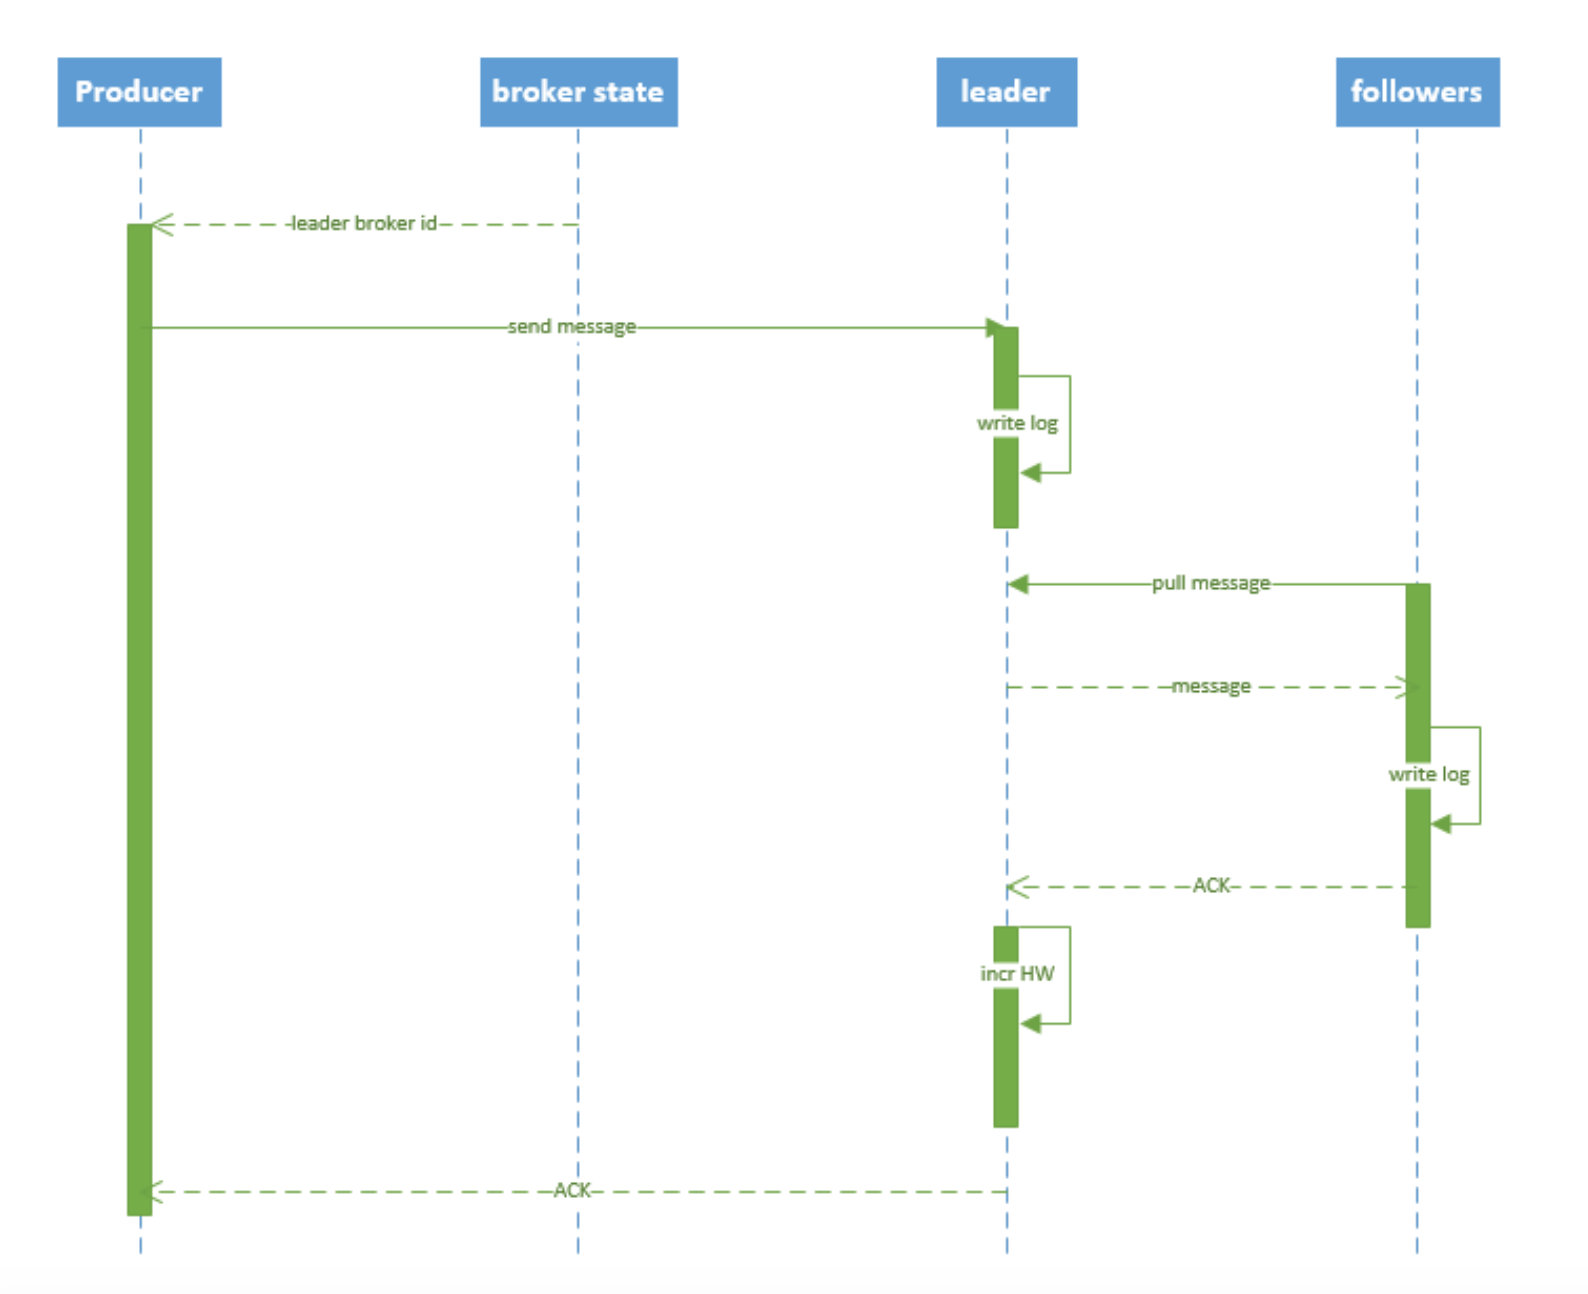 Producer
broker state
leader
followers
leader broker id
send message
write log
pull message
message
write log
ACK
incr HW
ACK